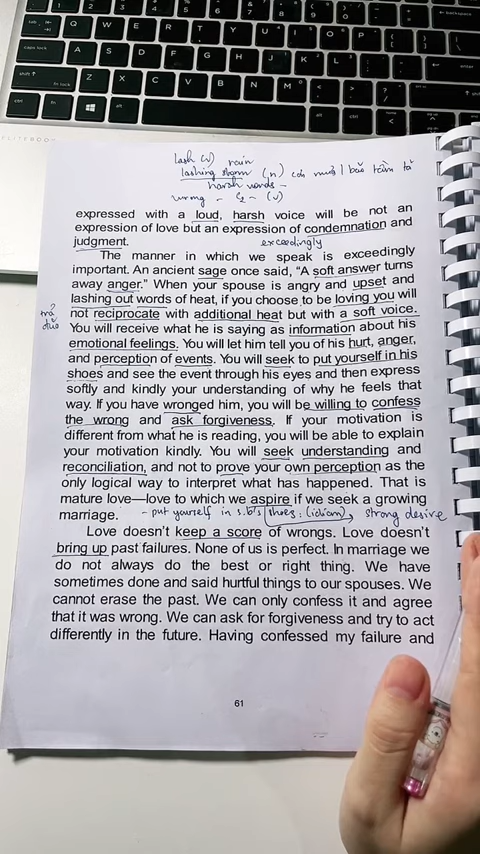 lash (v) rain
lashing storm (n) cơn mưa / bão tầm tã
harsh words -
wrong - (v)
expressed with a loud, harsh voice will be not an
expression of love but an expression of condemnation and
judgment.
exceedingly
The manner in which we speak is exceedingly
important. An ancient sage once said, “A soft answer turns
away anger.” When your spouse is angry and upset and
lashing out words of heat, if you choose to be loving you will
not reciprocate with additional heat but with a soft voice.
trả
You will receive what he is saying as information about his
emotional feelings. You will let him tell you of his hurt, anger,
and perception of events. You will seek to put yourself in his
shoes and see the event through his eyes and then express
softly and kindly your understanding of why he feels that
way. If you have wronged him, you will be willing to confess
the wrong and ask forgiveness. If your motivation is
different from what he is reading, you will be able to explain
your motivation kindly. You will seek understanding and
reconciliation, and not to prove your own perception as the
only logical way to interpret what has happened. That is
mature love—love to which we aspire if we seek a growing
marriage.
- put yourself in s.b's shoes: (idiom) strong desire
Love doesn’t keep a score of wrongs. Love doesn’t
bring up past failures. None of us is perfect. In marriage we
do not always do the best or right thing. We have
sometimes done and said hurtful things to our spouses. We
cannot erase the past. We can only confess it and agree
that it was wrong. We can ask for forgiveness and try to act
differently in the future. Having confessed my failure and
61